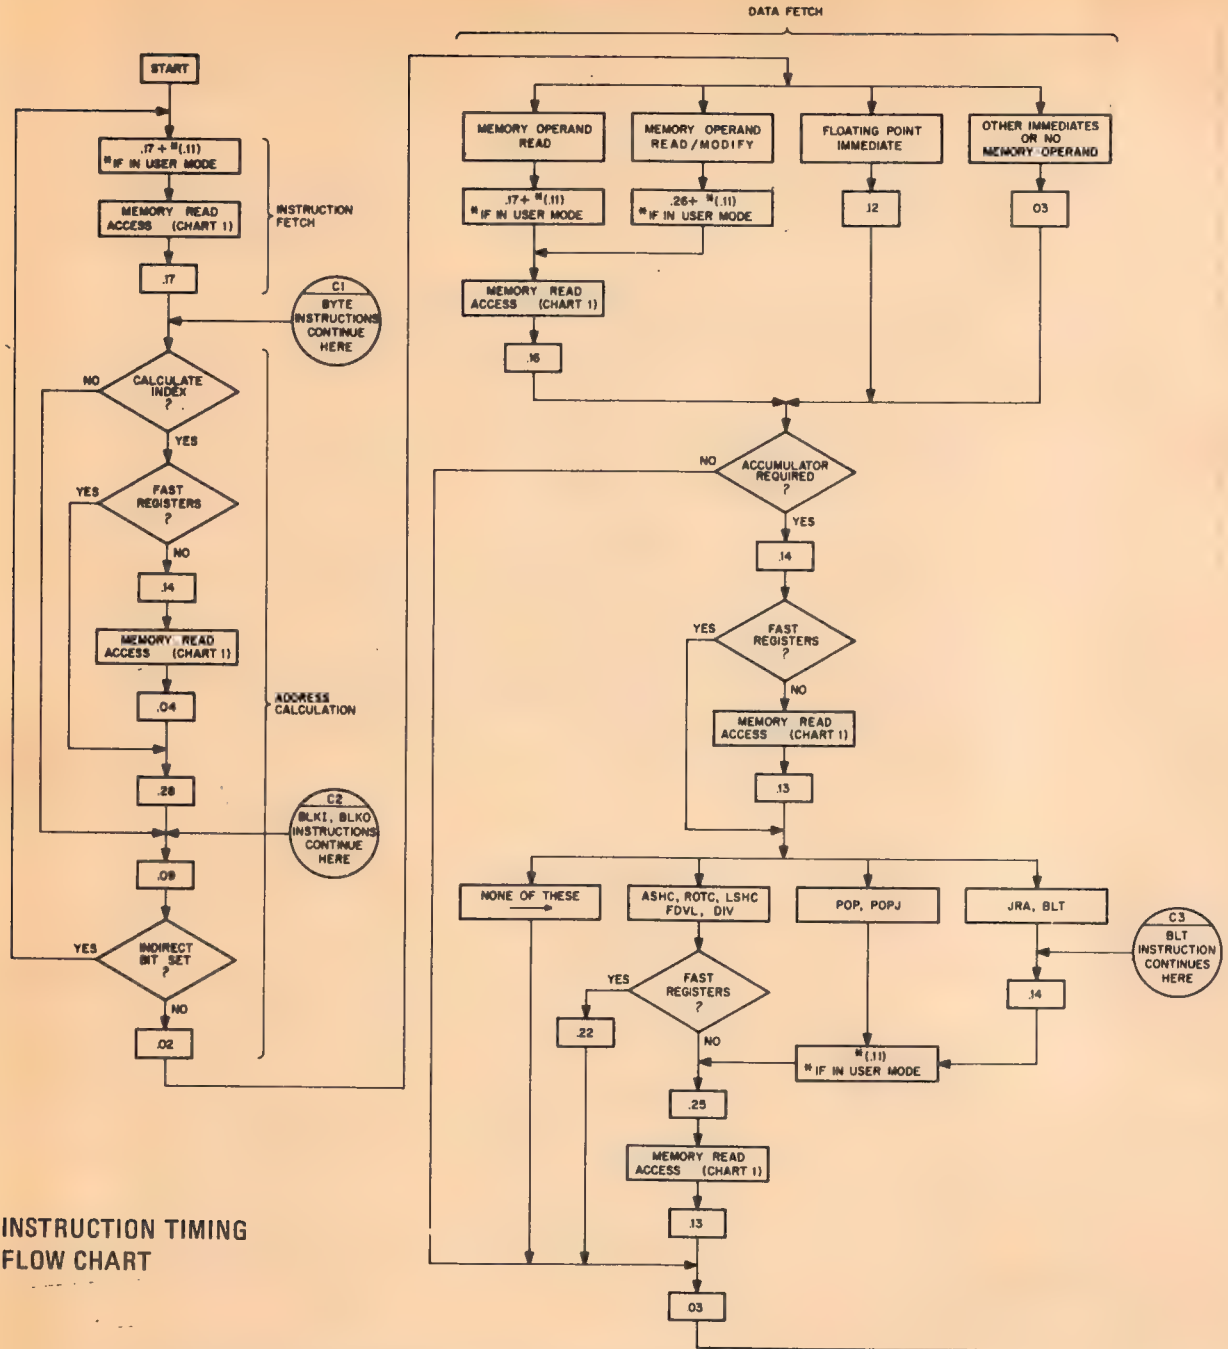 DATA FETCH
START
.17 + *(.11)
*IF IN USER MODE
MEMORY READ
ACCESS (CHART 1)
INSTRUCTION
FETCH
.17
C1
BYTE
INSTRUCTIONS
CONTINUE
HERE
CALCULATE
INDEX
?
NO
YES
FAST
REGISTERS
?
YES
NO
.14
MEMORY READ
ACCESS (CHART 1)
.04
ADDRESS
CALCULATION
.28
C2
BLKI, BLKO
INSTRUCTIONS
CONTINUE
HERE
.09
INDIRECT
BIT SET
?
YES
NO
.02
MEMORY OPERAND
READ
MEMORY OPERAND
READ/MODIFY
FLOATING POINT
IMMEDIATE
OTHER IMMEDIATES
OR NO
MEMORY OPERAND
.17+ *(.11)
*IF IN USER MODE
.26+ *(.11)
*IF IN USER MODE
.12
.03
MEMORY READ
ACCESS (CHART 1)
.16
ACCUMULATOR
REQUIRED
?
NO
YES
.14
FAST
REGISTERS
?
YES
NO
MEMORY READ
ACCESS (CHART 1)
.13
NONE OF THESE
ASHC, ROTC, LSHC
FDVL, DIV
POP, POPJ
JRA, BLT
C3
BLT
INSTRUCTION
CONTINUES
HERE
FAST
REGISTERS
?
YES
NO
.22
.14
*(.11)
*IF IN USER MODE
.25
MEMORY READ
ACCESS (CHART 1)
.13
.03
INSTRUCTION TIMING
FLOW CHART